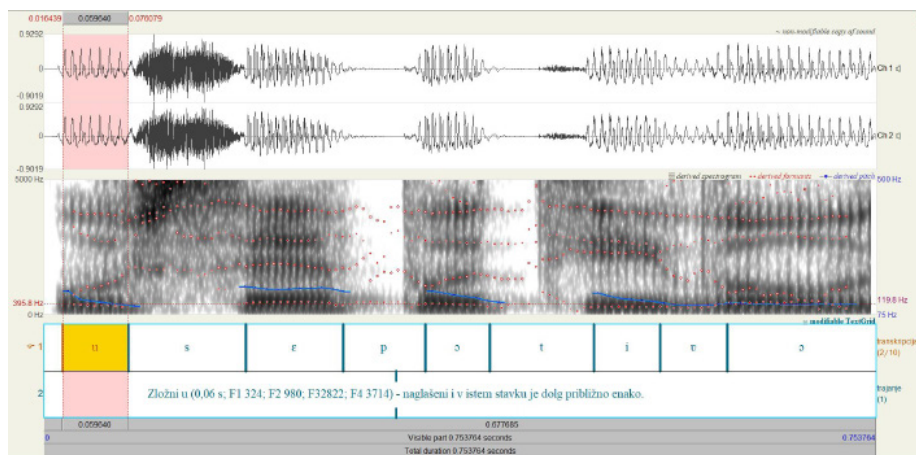 0.016439 0.059640 0.076079
0.9292
~ non-modifiable copy of sound
0
Ch 1
-0.9019
0.9292
0
Ch 2
-0.9019
5000 Hz
derived spectrogram derived formants derived pitch
500 Hz
395.8 Hz
119.8 Hz
0 Hz
75 Hz
modifiable TextGrid
1 u s ɛ p ɔ t i ʋ ɔ
transkripcija
(2/10)
2 Zložni u (0,06 s; F1 324; F2 980; F32822; F4 3714) - naglašeni i v istem stavku je dolg približno enako.
trajanje
(1)
0.059640 0.677685
0 Visible part 0.753764 seconds 0.753764
Total duration 0.753764 seconds